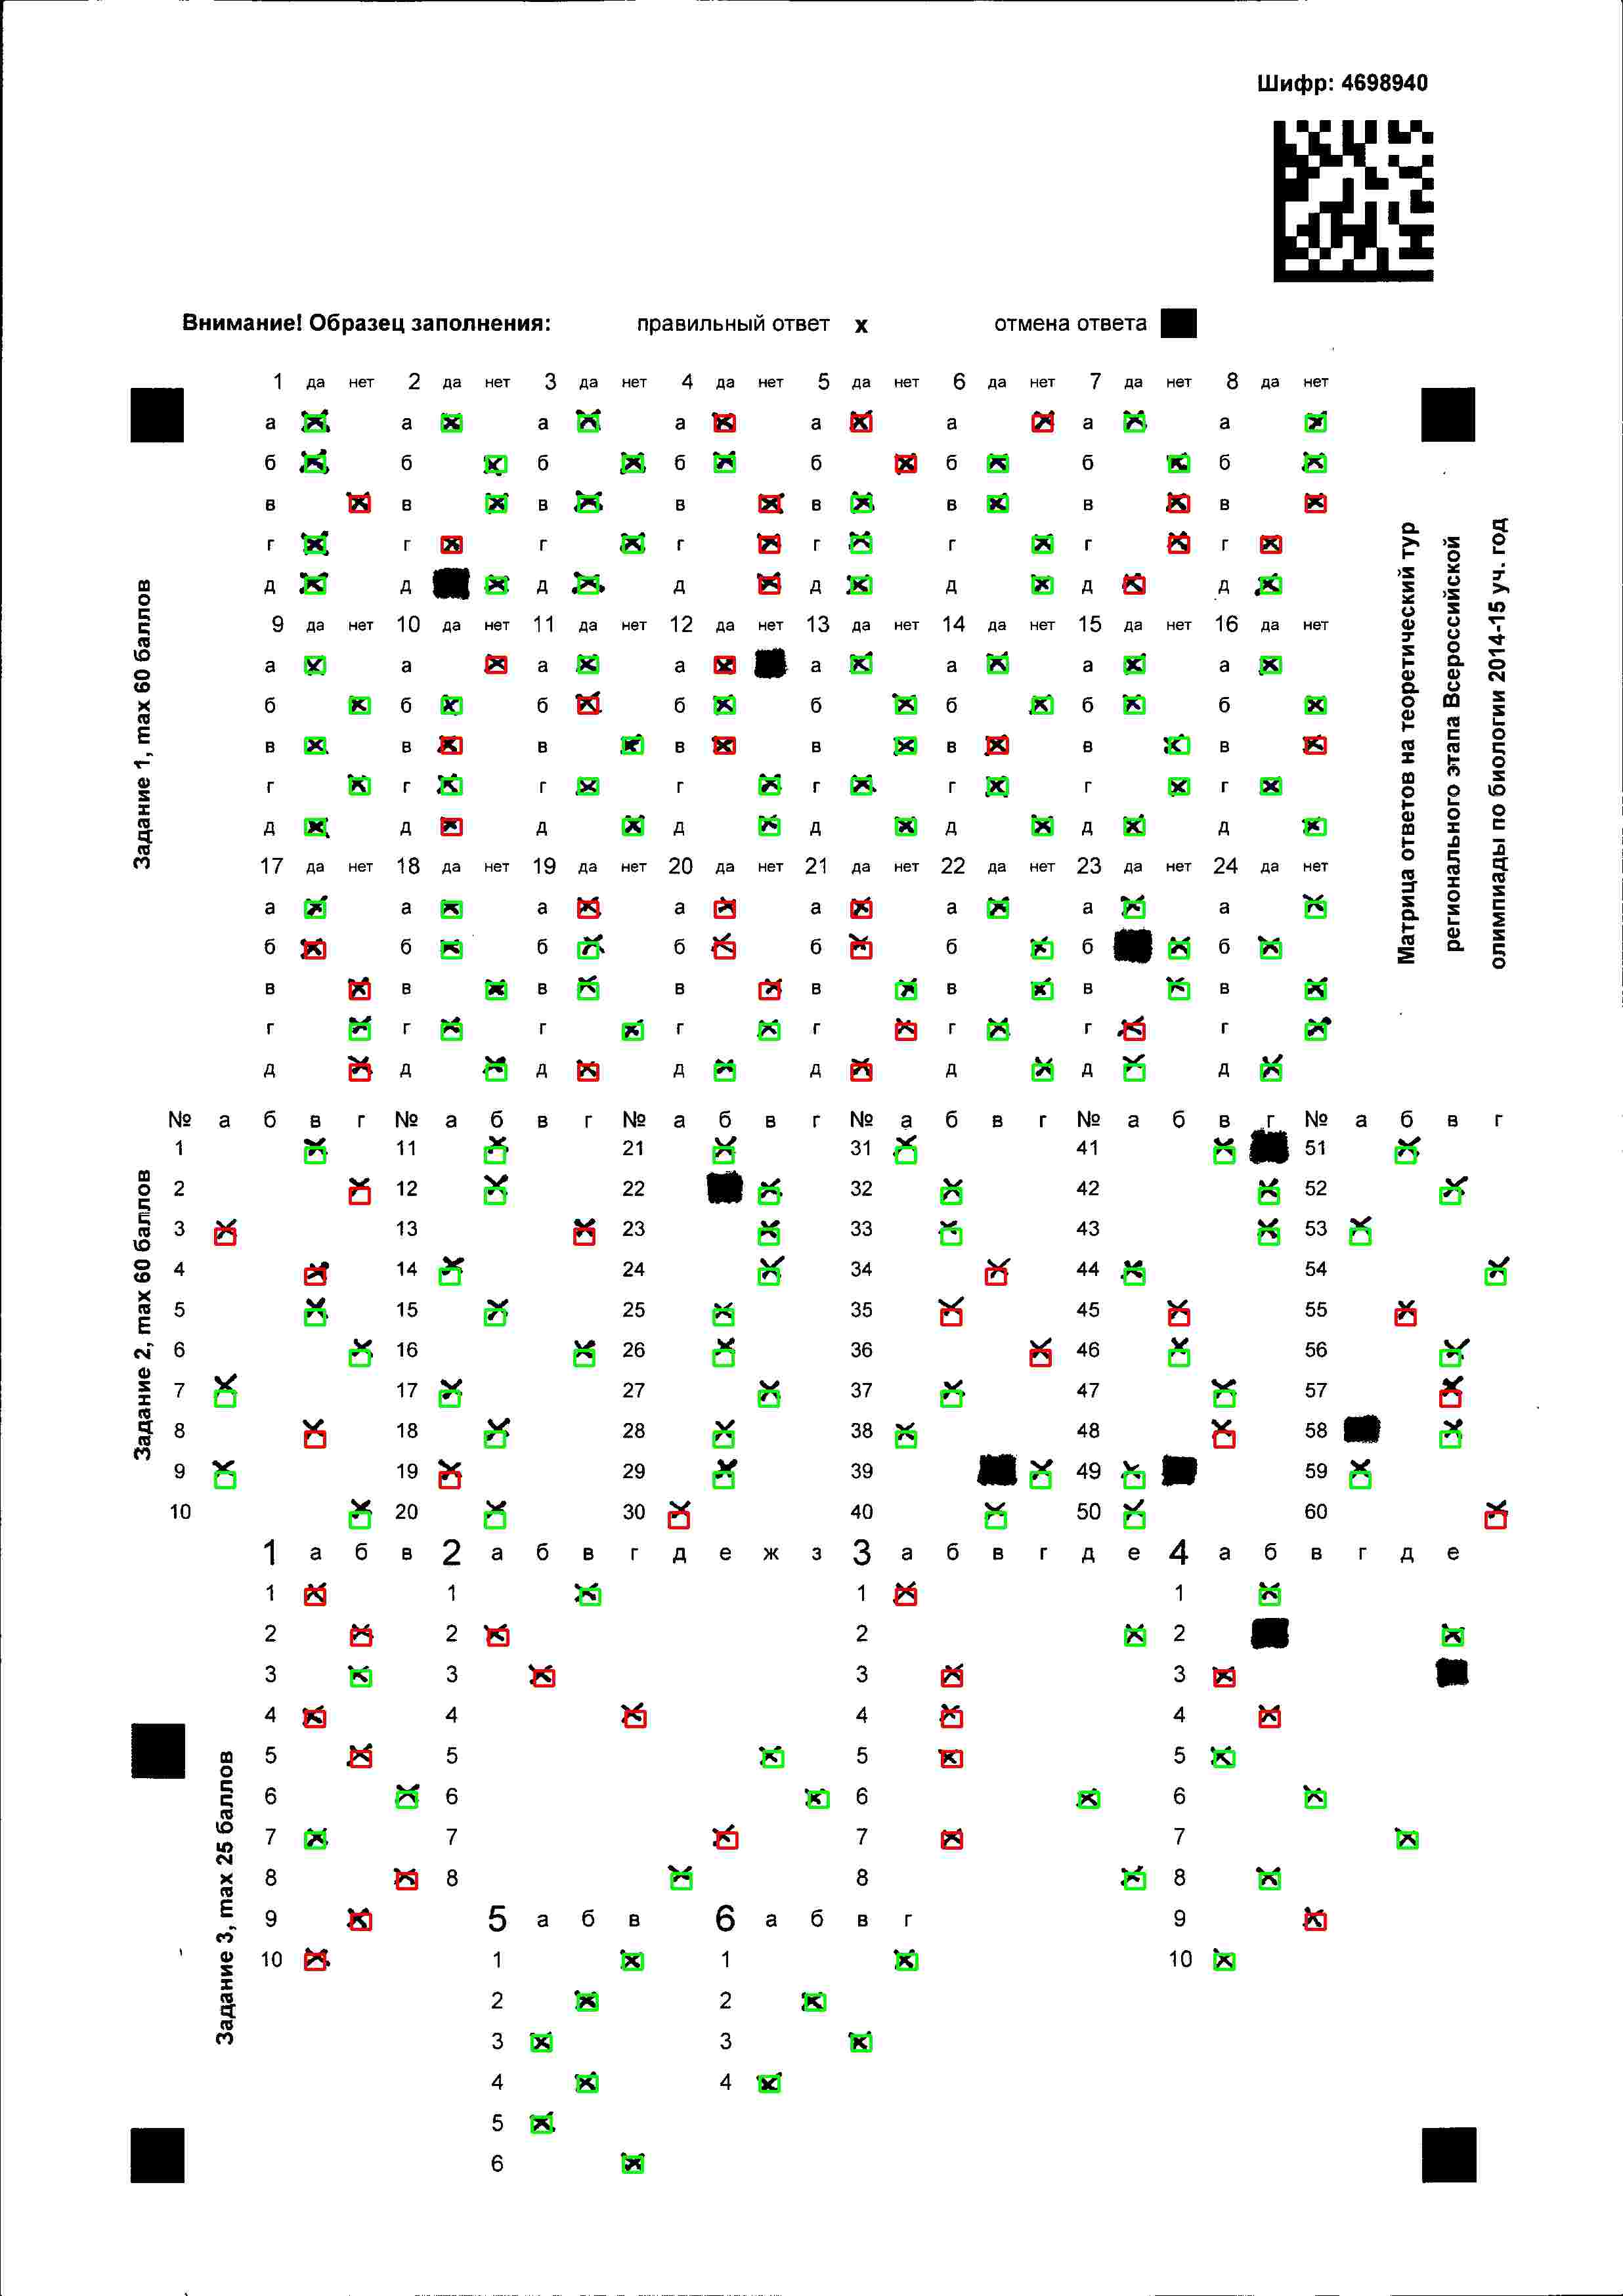 Шифр: 4698940
Внимание! Образец заполнения: правильный ответ x отмена ответа
Задание 1, max 60 баллов
1 да нет 2 да нет 3 да нет 4 да нет 5 да нет 6 да нет 7 да нет 8 да нет
а а а а а а а а
б б б б б б б б
в в в в в в в в
г г г г г г г г
д д д д д д д д
9 да нет 10 да нет 11 да нет 12 да нет 13 да нет 14 да нет 15 да нет 16 да нет
а а а а а а а а
б б б б б б б б
в в в в в в в в
г г г г г г г г
д д д д д д д д
17 да нет 18 да нет 19 да нет 20 да нет 21 да нет 22 да нет 23 да нет 24 да нет
а а а а а а а а
б б б б б б б б
в в в в в в в в
г г г г г г г г
д д д д д д д д
Матрица ответов на теоретический тур
регионального этапа Всероссийской
олимпиады по биологии 2014-15 уч. год
Задание 2, max 60 баллов
№ а б в г № а б в г № а б в г № а б в г № а б в г № а б в г
1 11 21 31 41 51
2 12 22 32 42 52
3 13 23 33 43 53
4 14 24 34 44 54
5 15 25 35 45 55
6 16 26 36 46 56
7 17 27 37 47 57
8 18 28 38 48 58
9 19 29 39 49 59
10 20 30 40 50 60
Задание 3, max 25 баллов
1 а б в 2 а б в г д е ж з 3 а б в г д е 4 а б в г д е
1 1 1 1
2 2 2 2
3 3 3 3
4 4 4 4
5 5 5 5
6 6 6 6
7 7 7 7
8 8 8 8
9 5 а б в 6 а б в г 9
10 1 1 10
2 2
3 3
4 4
5
6